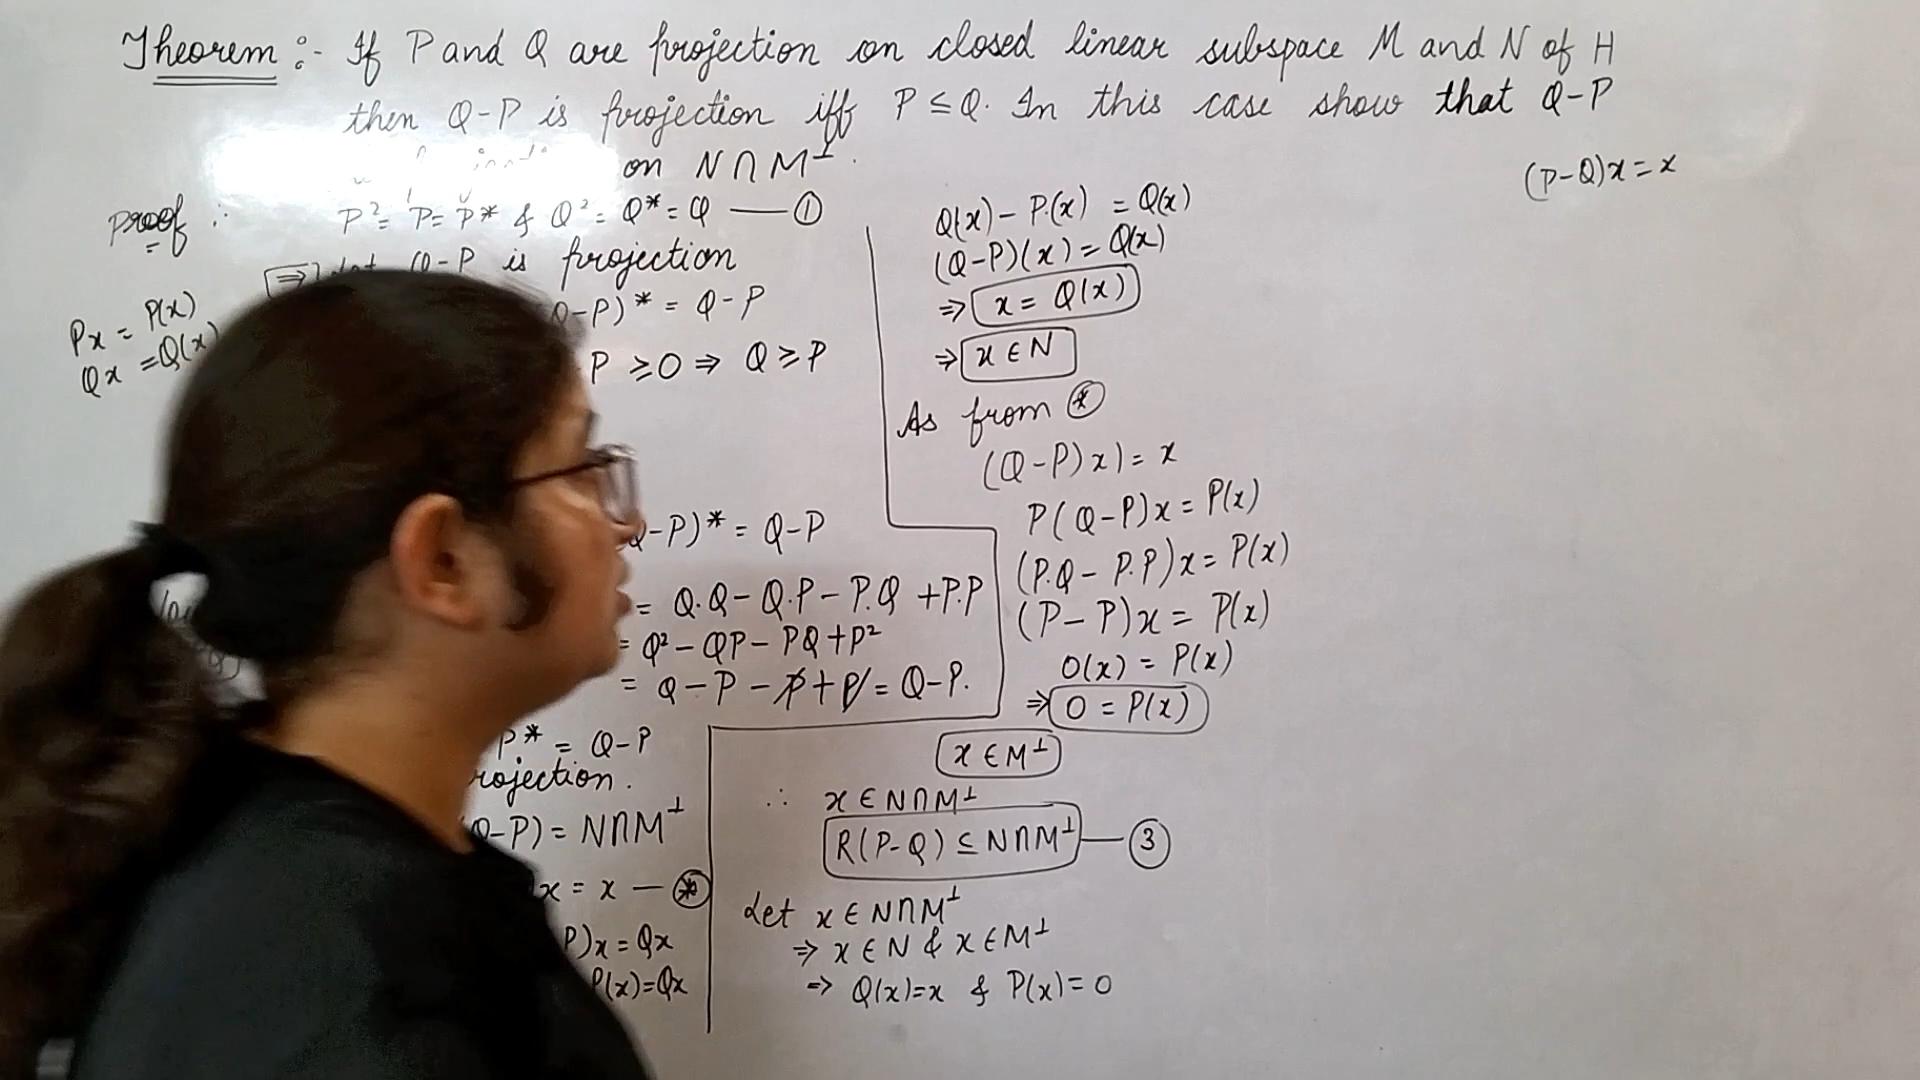 Theorem :- If P and Q are projection on closed linear subspace M and N of H
then Q-P is projection iff P ≤ Q. In this case show that Q-P
on N∩M⊥.
Proof : P² = P = P* & Q² = Q* = Q — ①
⇒ Q-P is projection
Px = P(x)
Qx = Q(x)
-P)* = Q-P
P ≥ 0 ⇒ Q ≥ P
Q-P)* = Q-P
= Q.Q - Q.P - P.Q + P.P
= Q² - QP - PQ + P²
= Q - P - P + P = Q-P.
P* = Q-P
rojection.
Q-P) = N∩M⊥
x = x — ⊛
P)x = Qx
P(x) = Qx
Q(x) - P.(x) = Q(x)
(Q-P)(x) = Q(x)
⇒ x = Q(x)
⇒ x ∈ N
As from ⊛
(Q-P)x) = x
P(Q-P)x = P(x)
(P.Q - P.P)x = P(x)
(P-P)x = P(x)
0(x) = P(x)
⇒ 0 = P(x)
x ∈ M⊥
∴ x ∈ N∩M⊥
R(P-Q) ⊆ N∩M⊥ — ③
Let x ∈ N∩M⊥
⇒ x ∈ N & x ∈ M⊥
⇒ Q(x)=x & P(x)=0
(P-Q)x = x